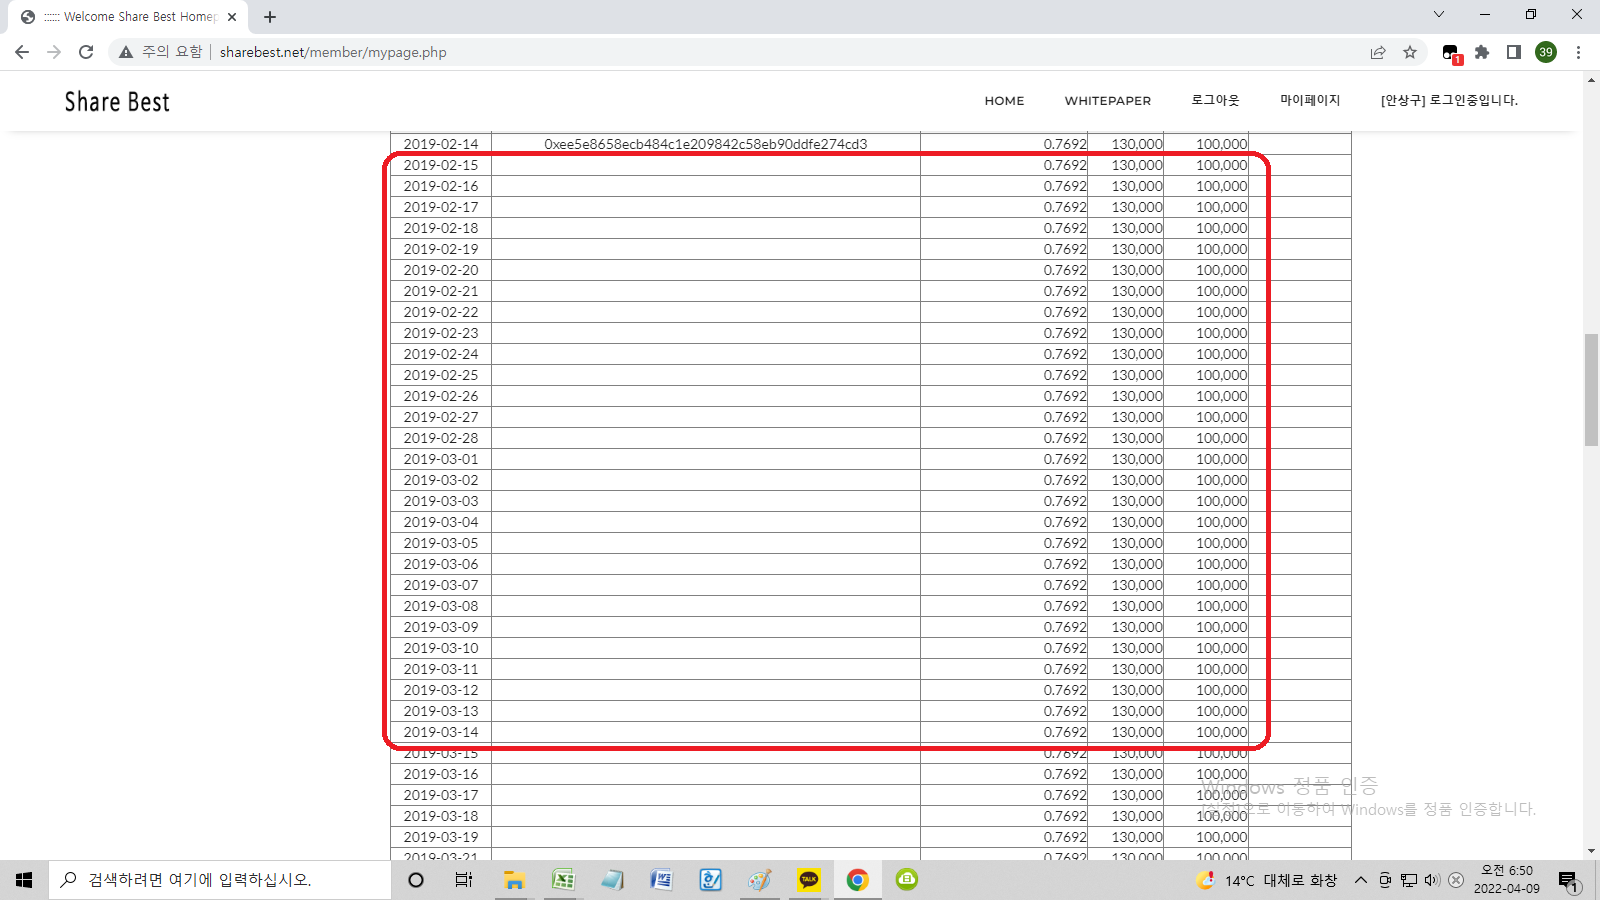 :::::: Welcome Share Best Homep
주의 요함 | sharebest.net/member/mypage.php
1
39
Share Best
HOME WHITEPAPER 로그아웃 마이페이지 [안상구] 로그인중입니다.
2019-02-14 0xee5e8658ecb484c1e209842c58eb90ddfe274cd3 0.7692 130,000 100,000
2019-02-15 0.7692 130,000 100,000
2019-02-16 0.7692 130,000 100,000
2019-02-17 0.7692 130,000 100,000
2019-02-18 0.7692 130,000 100,000
2019-02-19 0.7692 130,000 100,000
2019-02-20 0.7692 130,000 100,000
2019-02-21 0.7692 130,000 100,000
2019-02-22 0.7692 130,000 100,000
2019-02-23 0.7692 130,000 100,000
2019-02-24 0.7692 130,000 100,000
2019-02-25 0.7692 130,000 100,000
2019-02-26 0.7692 130,000 100,000
2019-02-27 0.7692 130,000 100,000
2019-02-28 0.7692 130,000 100,000
2019-03-01 0.7692 130,000 100,000
2019-03-02 0.7692 130,000 100,000
2019-03-03 0.7692 130,000 100,000
2019-03-04 0.7692 130,000 100,000
2019-03-05 0.7692 130,000 100,000
2019-03-06 0.7692 130,000 100,000
2019-03-07 0.7692 130,000 100,000
2019-03-08 0.7692 130,000 100,000
2019-03-09 0.7692 130,000 100,000
2019-03-10 0.7692 130,000 100,000
2019-03-11 0.7692 130,000 100,000
2019-03-12 0.7692 130,000 100,000
2019-03-13 0.7692 130,000 100,000
2019-03-14 0.7692 130,000 100,000
2019-03-15 0.7692 130,000 100,000
2019-03-16 0.7692 130,000 100,000
2019-03-17 0.7692 130,000 100,000
2019-03-18 0.7692 130,000 100,000
2019-03-19 0.7692 130,000 100,000
2019-03-21 0.7692 130,000 100,000
Windows 정품 인증
[설정]으로 이동하여 Windows를 정품 인증합니다.
검색하려면 여기에 입력하십시오.
TALK
14°C 대체로 화창
오전 6:50
2022-04-09
1